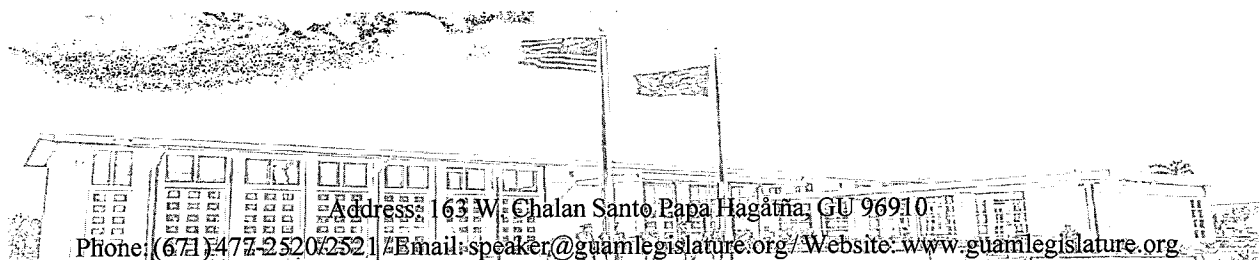 Address: 163 W. Chalan Santo Papa Hagåtña, GU 96910
Phone: (671) 477-2520/2521 / Email: speaker@guamlegislature.org / Website: www.guamlegislature.org